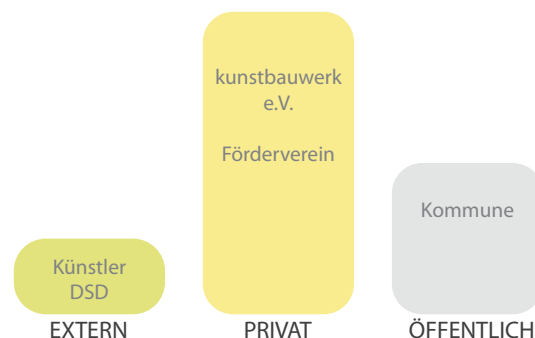 kunstbauwerk
e.V.
Förderverein
Kommune
Künstler
DSD
EXTERN
PRIVAT
ÖFFENTLICH